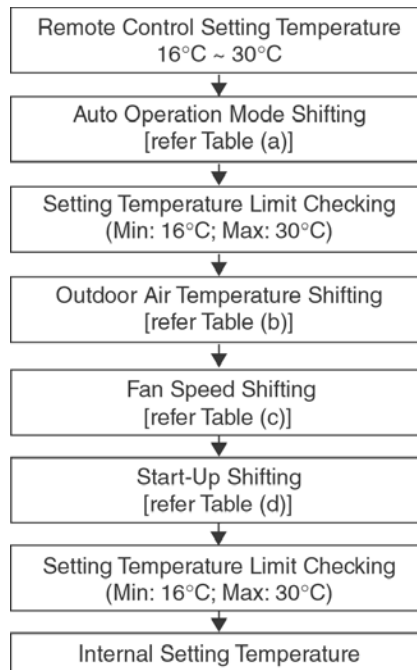 Remote Control Setting Temperature
16°C ~ 30°C
Auto Operation Mode Shifting
[refer Table (a)]
Setting Temperature Limit Checking
(Min: 16°C; Max: 30°C)
Outdoor Air Temperature Shifting
[refer Table (b)]
Fan Speed Shifting
[refer Table (c)]
Start-Up Shifting
[refer Table (d)]
Setting Temperature Limit Checking
(Min: 16°C; Max: 30°C)
Internal Setting Temperature